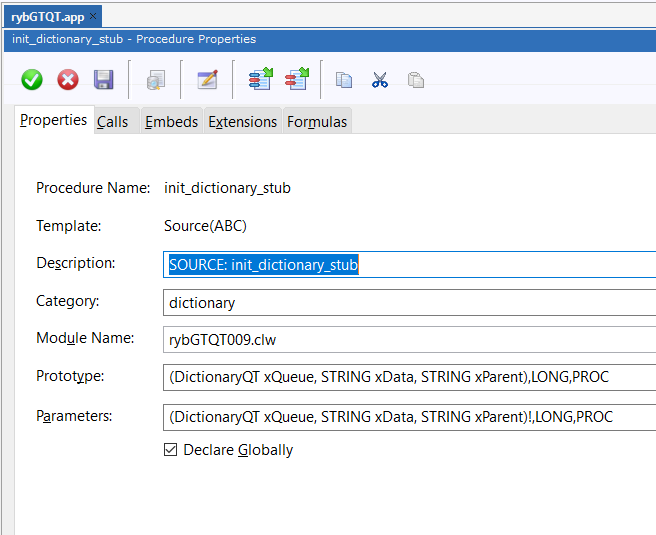 rybGTQT.app ×
init_dictionary_stub - Procedure Properties
Properties Calls Embeds Extensions Formulas
Procedure Name: init_dictionary_stub
Template: Source(ABC)
Description: SOURCE: init_dictionary_stub
Category: dictionary
Module Name: rybGTQT009.clw
Prototype: (DictionaryQT xQueue, STRING xData, STRING xParent),LONG,PROC
Parameters: (DictionaryQT xQueue, STRING xData, STRING xParent)!,LONG,PROC
Declare Globally